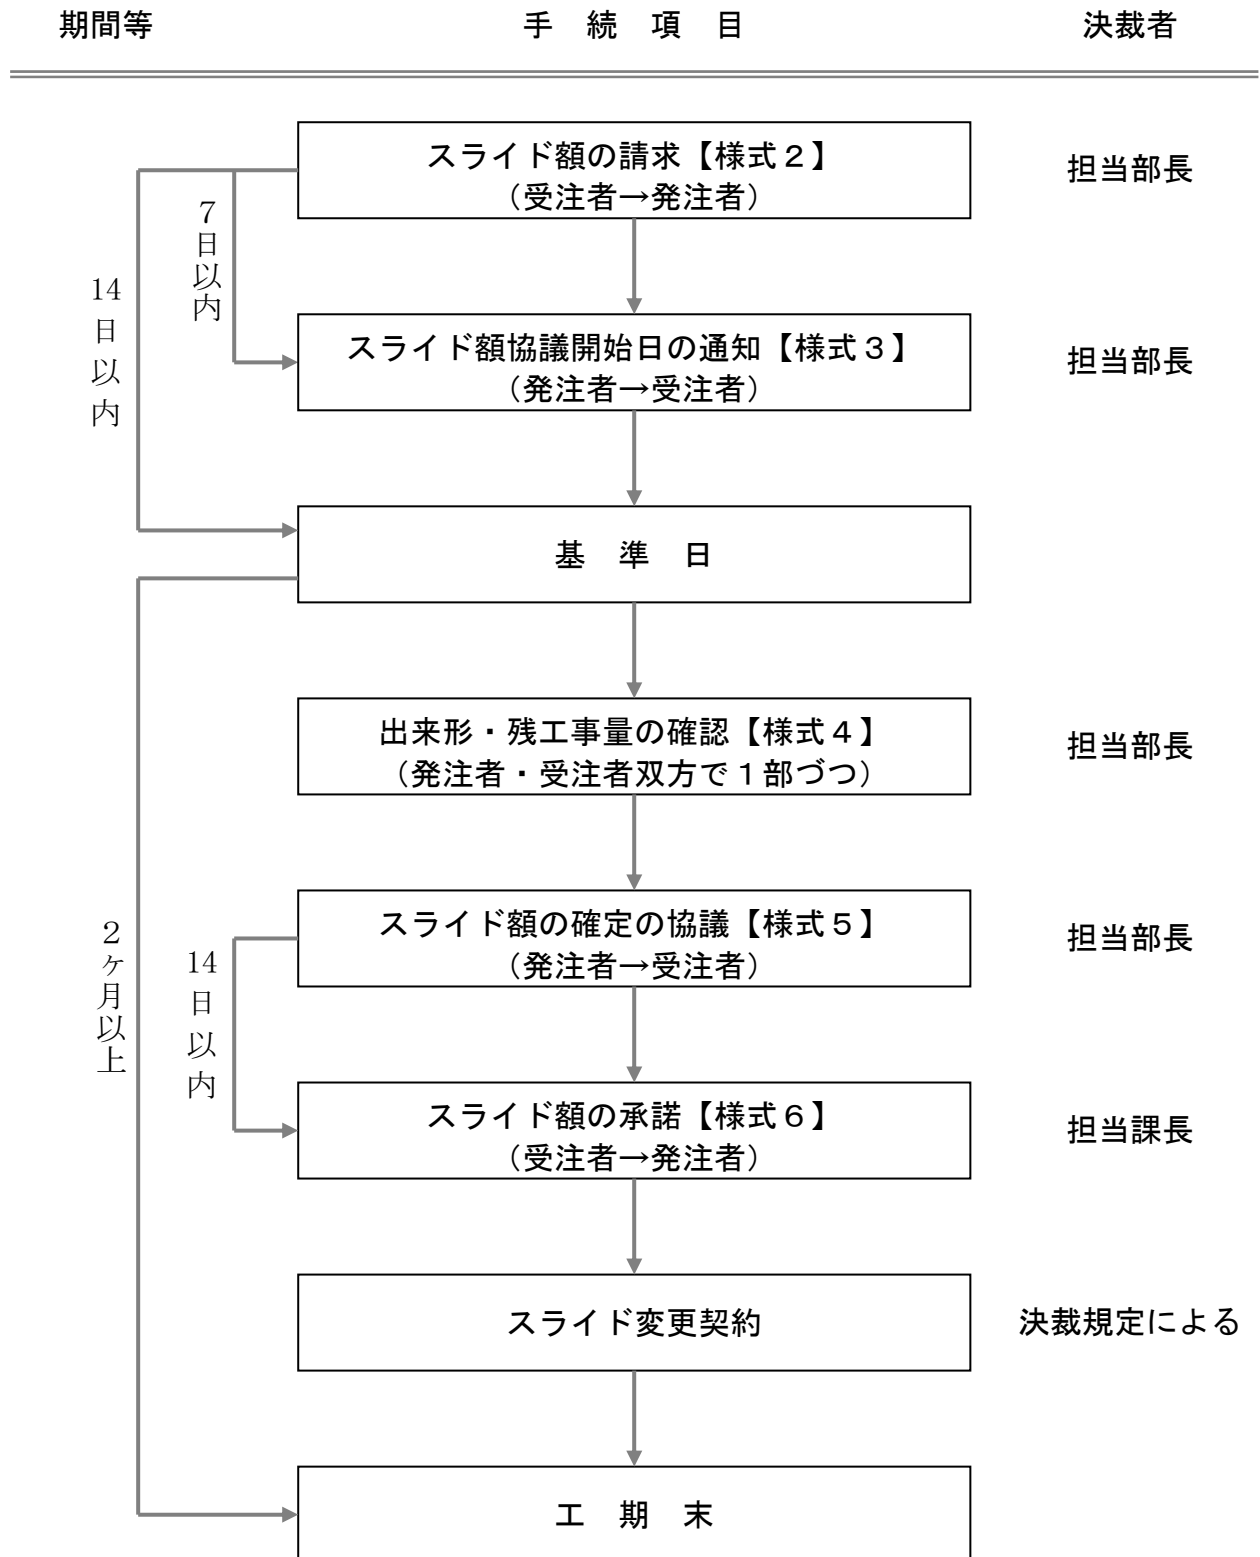 期間等　手　続　項　目　決裁者
スライド額の請求【様式２】
（受注者→発注者）
担当部長
7日以内
14日以内
スライド額協議開始日の通知【様式３】
（発注者→受注者）
担当部長
基　準　日
出来形・残工事量の確認【様式４】
（発注者・受注者双方で１部づつ）
担当部長
2ヶ月以上
スライド額の確定の協議【様式５】
（発注者→受注者）
担当部長
14日以内
スライド額の承諾【様式６】
（受注者→発注者）
担当課長
スライド変更契約
決裁規定による
工　期　末